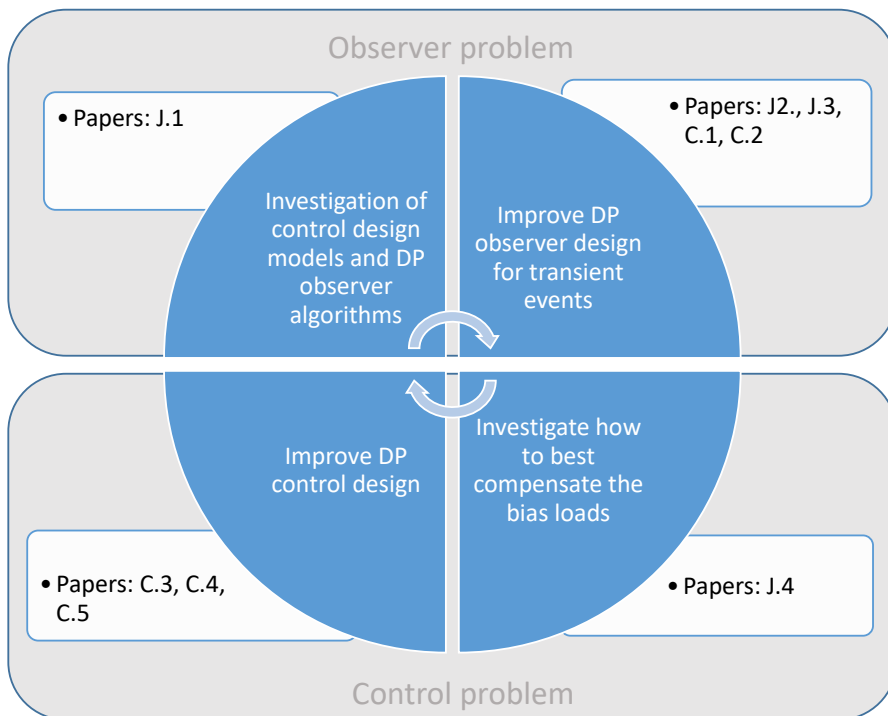 Observer problem
• Papers: J.1
• Papers: J2., J.3,
C.1, C.2
Investigation of
control design
models and DP
observer
algorithms
Improve DP
observer design
for transient
events
Improve DP
control design
Investigate how
to best
compensate the
bias loads
• Papers: C.3, C.4,
C.5
• Papers: J.4
Control problem